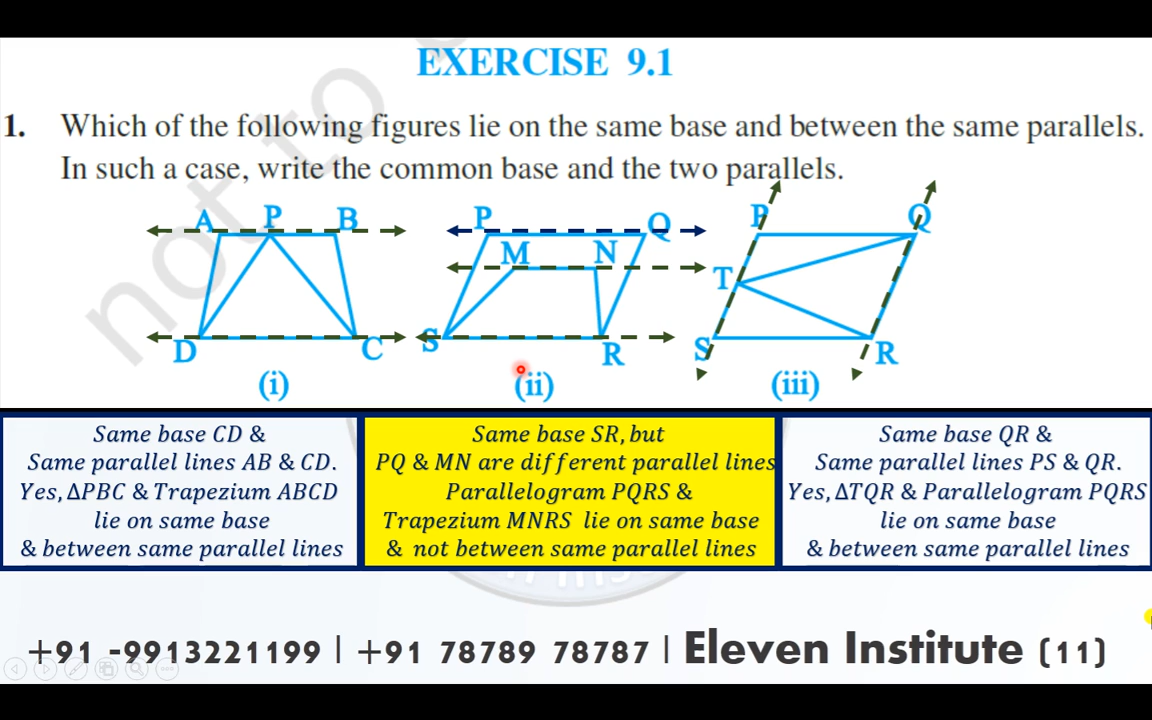 EXERCISE 9.1
1. Which of the following figures lie on the same base and between the same parallels.
In such a case, write the common base and the two parallels.
A P B
D C
(i)
P Q
M N
S R
(ii)
P Q
T
S R
(iii)
Same base CD &
Same parallel lines AB & CD.
Yes, ΔPBC & Trapezium ABCD
lie on same base
& between same parallel lines
Same base SR, but
PQ & MN are different parallel lines
Parallelogram PQRS &
Trapezium MNRS lie on same base
& not between same parallel lines
Same base QR &
Same parallel lines PS & QR.
Yes, ΔTQR & Parallelogram PQRS
lie on same base
& between same parallel lines
not to
+91 -9913221199 | +91 78789 78787 | Eleven Institute (11)